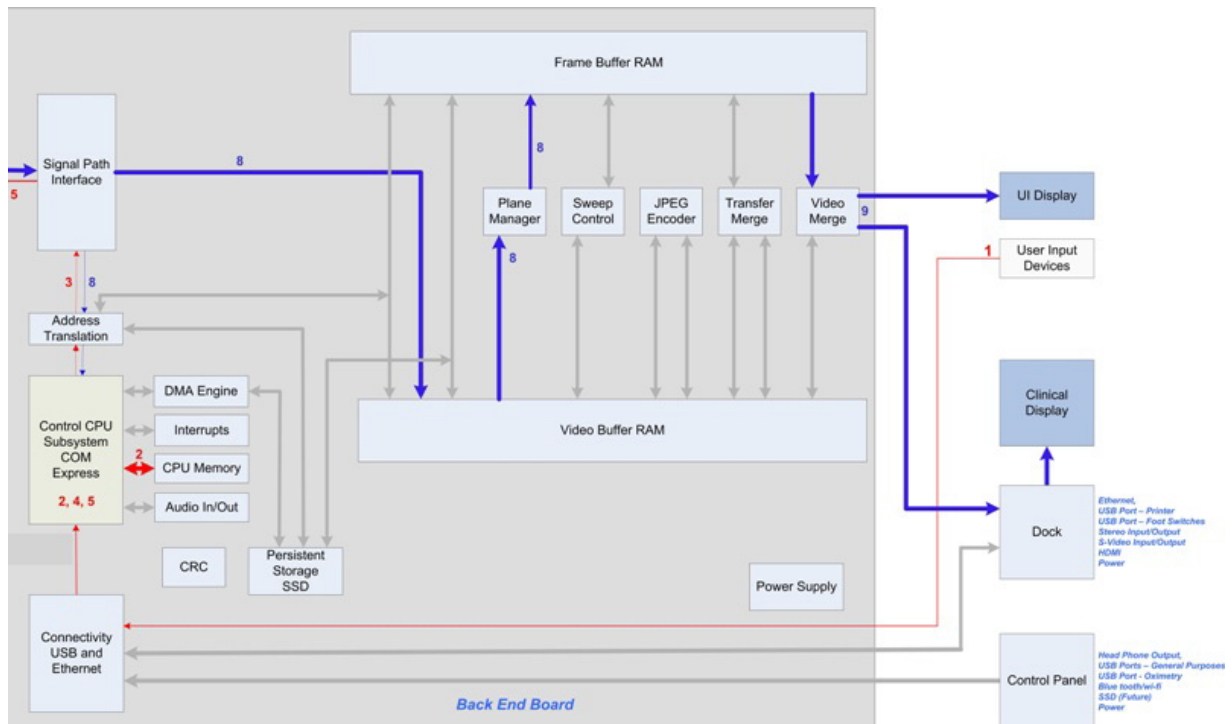 Frame Buffer RAM
Signal Path
Interface
8
5
8
Plane
Manager
Sweep
Control
JPEG
Encoder
Transfer
Merge
Video
Merge
9
UI Display
8
1
User Input
Devices
3
8
Address
Translation
DMA Engine
Control CPU
Subsystem
COM
Express
2, 4, 5
Interrupts
2
CPU Memory
Audio In/Out
Video Buffer RAM
Clinical
Display
CRC
Persistent
Storage
SSD
Power Supply
Dock
Ethernet,
USB Port – Printer
USB Port – Foot Switches
Stereo Input/Output
S-Video Input/Output
HDMI
Power
Connectivity
USB and
Ethernet
Control Panel
Head Phone Output,
USB Ports – General Purposes
USB Port - Oximetry
Blue tooth/wi-fi
SSD (Future)
Power
Back End Board